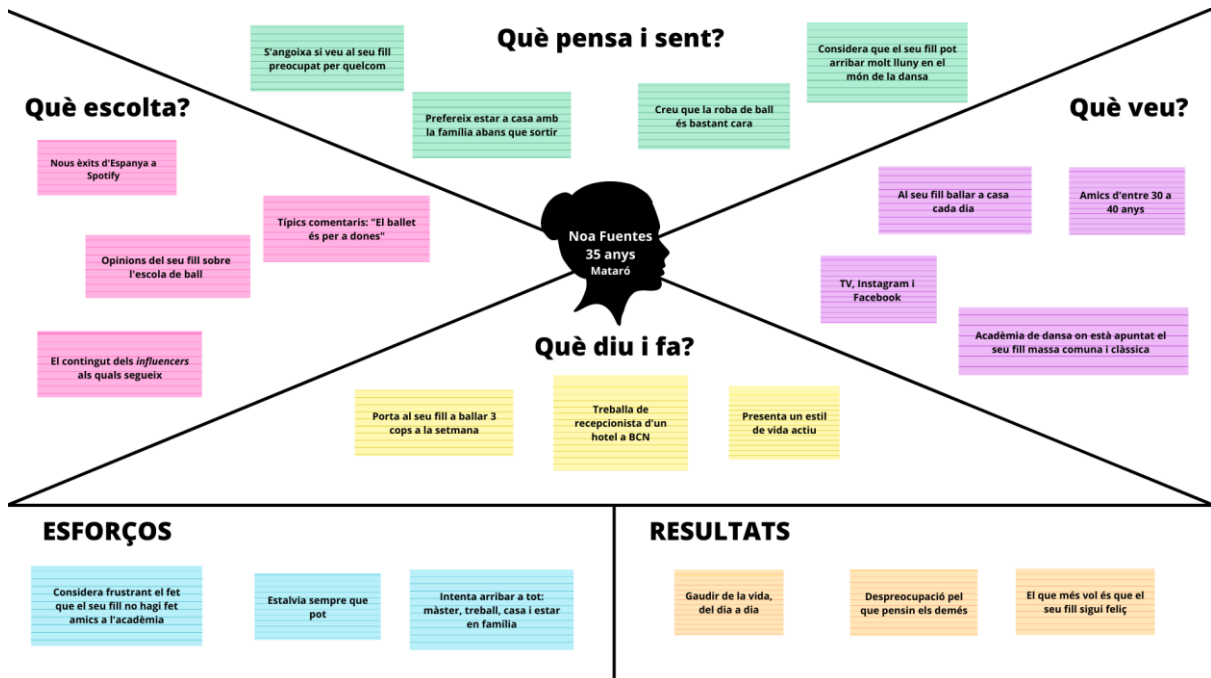 Què pensa i sent?
S'angoixa si veu al seu fill
preocupat per quelcom
Prefereix estar a casa amb
la família abans que sortir
Creu que la roba de ball
és bastant cara
Considera que el seu fill pot
arribar molt lluny en el
món de la dansa
Què escolta?
Nous èxits d'Espanya a
Spotify
Típics comentaris: "El ballet
és per a dones"
Opinions del seu fill sobre
l'escola de ball
El contingut dels influencers
als quals segueix
Noa Fuentes
35 anys
Mataró
Què veu?
Al seu fill ballar a casa
cada dia
Amics d'entre 30 a
40 anys
TV, Instagram i
Facebook
Acadèmia de dansa on està apuntat el
seu fill massa comuna i clàssica
Què diu i fa?
Porta al seu fill a ballar 3
cops a la setmana
Treballa de
recepcionista d'un
hotel a BCN
Presenta un estil
de vida actiu
ESFORÇOS
Considera frustrant el fet
que el seu fill no hagi fet
amics a l'acadèmia
Estalvia sempre que
pot
Intenta arribar a tot:
màster, treball, casa i estar
en família
RESULTATS
Gaudir de la vida,
del dia a dia
Despreocupació pel
que pensin els demés
El que més vol és que el
seu fill sigui feliç